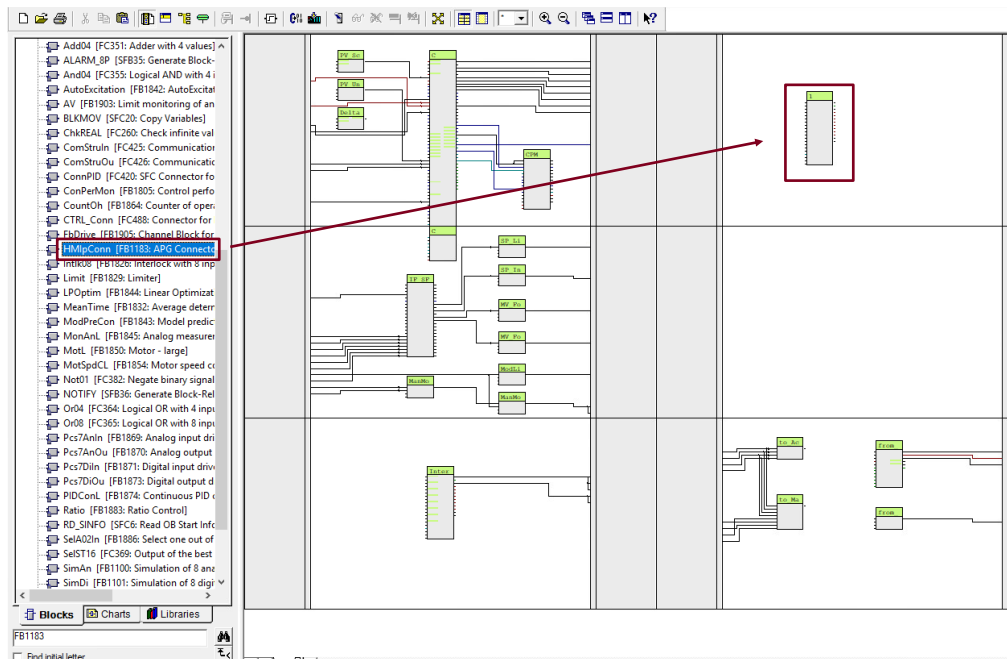 Add04 [FC351: Adder with 4 values]
ALARM_8P [SFB35: Generate Block-
And04 [FC355: Logical AND with 4 i
AutoExcitation [FB1842: AutoExcitat
AV [FB1903: Limit monitoring of an
BLKMOV [SFC20: Copy Variables]
ChkREAL [FC260: Check infinite val
ComStruIn [FC425: Communication
ComStruOu [FC426: Communicatic
ConnPID [FC420: SFC Connector fo
ConPerMon [FB1805: Control perfo
CountOh [FB1864: Counter of opera
CTRL_Conn [FC488: Connector for
FbDrive [FB1905: Channel Block for
HMIpConn [FB1183: APG Connecto
Intlk08 [FB1826: Interlock with 8 inp
Limit [FB1829: Limiter]
LPOptim [FB1844: Linear Optimizat
MeanTime [FB1832: Average deterr
ModPreCon [FB1843: Model predic
MonAnL [FB1845: Analog measurer
MotL [FB1850: Motor - large]
MotSpdCL [FB1854: Motor speed co
Not01 [FC382: Negate binary signal
NOTIFY [SFB36: Generate Block-Rel
Or04 [FC364: Logical OR with 4 inpu
Or08 [FC365: Logical OR with 8 inpu
Pcs7AnIn [FB1869: Analog input dri
Pcs7AnOu [FB1870: Analog output
Pcs7DiIn [FB1871: Digital input drive
Pcs7DiOu [FB1873: Digital output d
PIDConL [FB1874: Continuous PID c
Ratio [FB1883: Ratio Control]
RD_SINFO [SFC6: Read OB Start Info
SelA02In [FB1886: Select one out of
SelST16 [FC369: Output of the best
SimAn [FB1100: Simulation of 8 ana
SimDi [FB1101: Simulation of 8 digi
Blocks
Charts
Libraries
FB1183
Find initial letter
PV_Sc
PV_Un
Delta
C
CPM
C
SP_Li
SP_In
IF_SP
MV_Po
MV_Po
ModLi
ManMo
ManMo
Inter
1
to_Ac
from
to_Ma
from